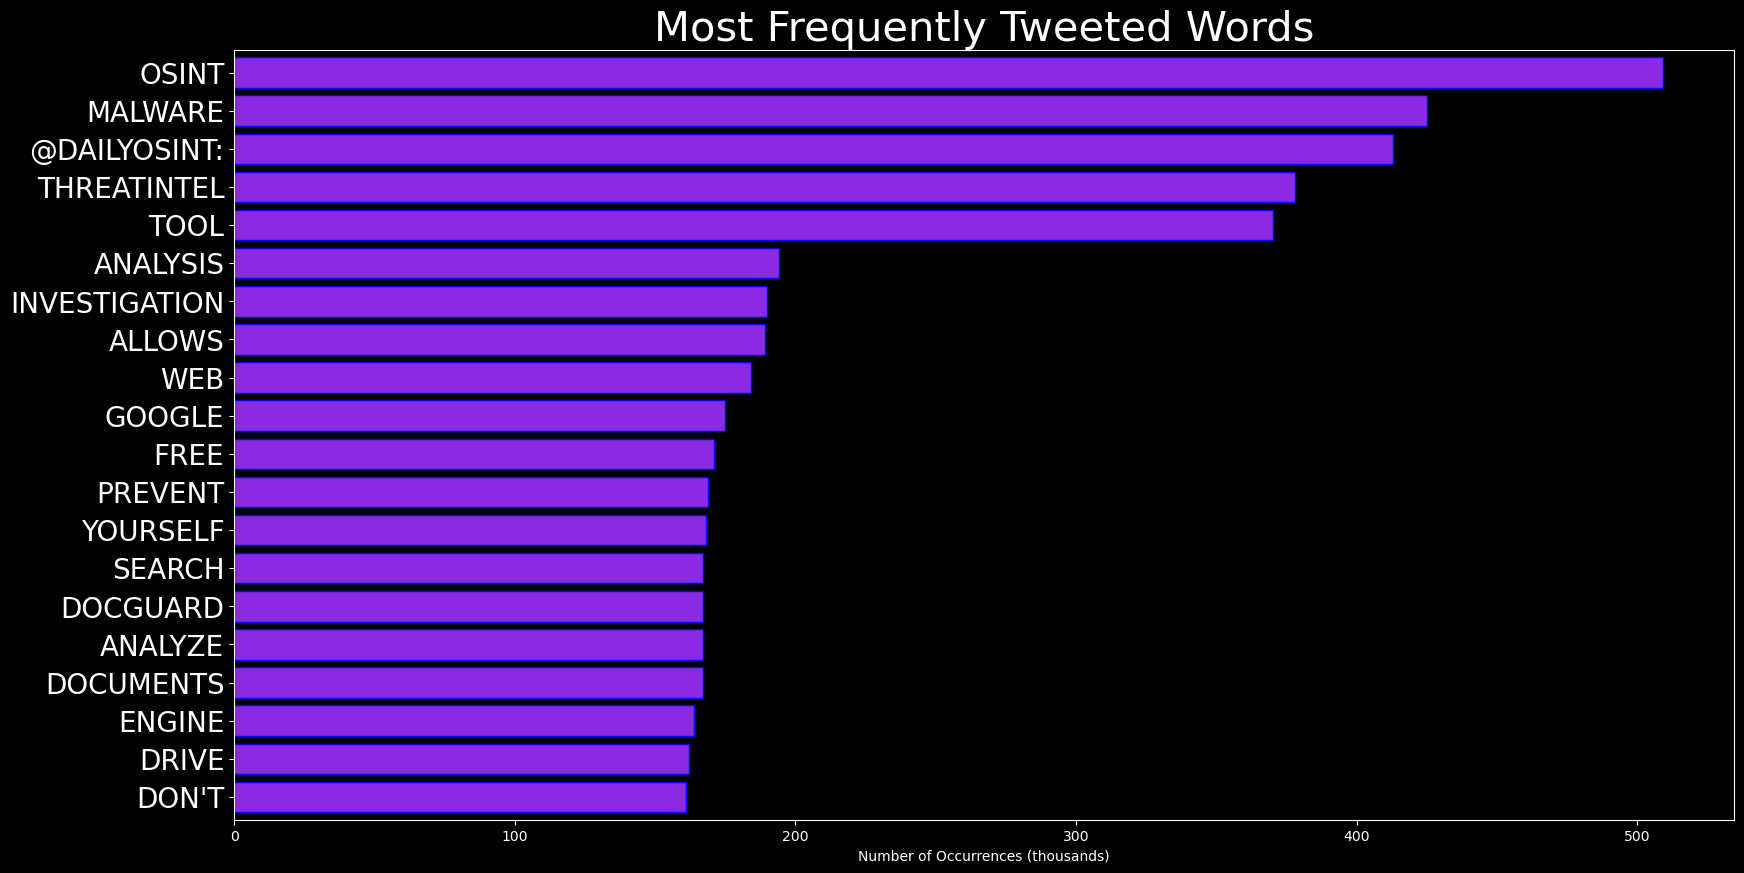 Most Frequently Tweeted Words
OSINT
MALWARE
@DAILYOSINT:
THREATINTEL
TOOL
ANALYSIS
INVESTIGATION
ALLOWS
WEB
GOOGLE
FREE
PREVENT
YOURSELF
SEARCH
DOCGUARD
ANALYZE
DOCUMENTS
ENGINE
DRIVE
DON'T
0 100 200 300 400 500
Number of Occurrences (thousands)